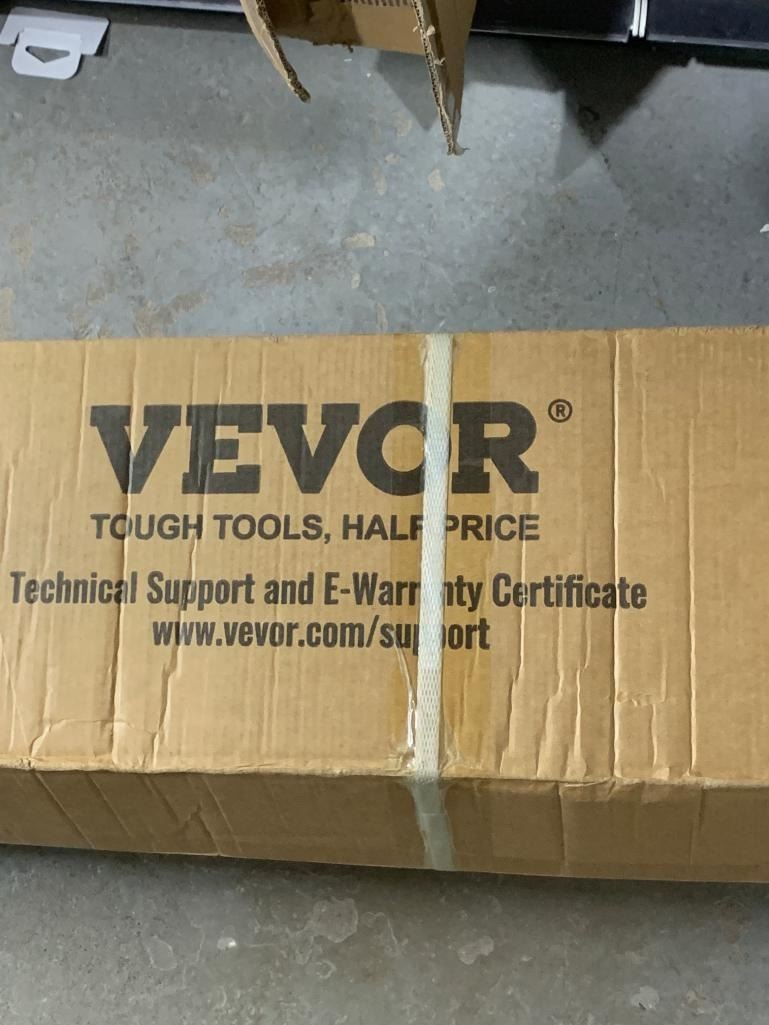 VEVOR®
TOUGH TOOLS, HALF PRICE
Technical Support and E-Warranty Certificate
www.vevor.com/support